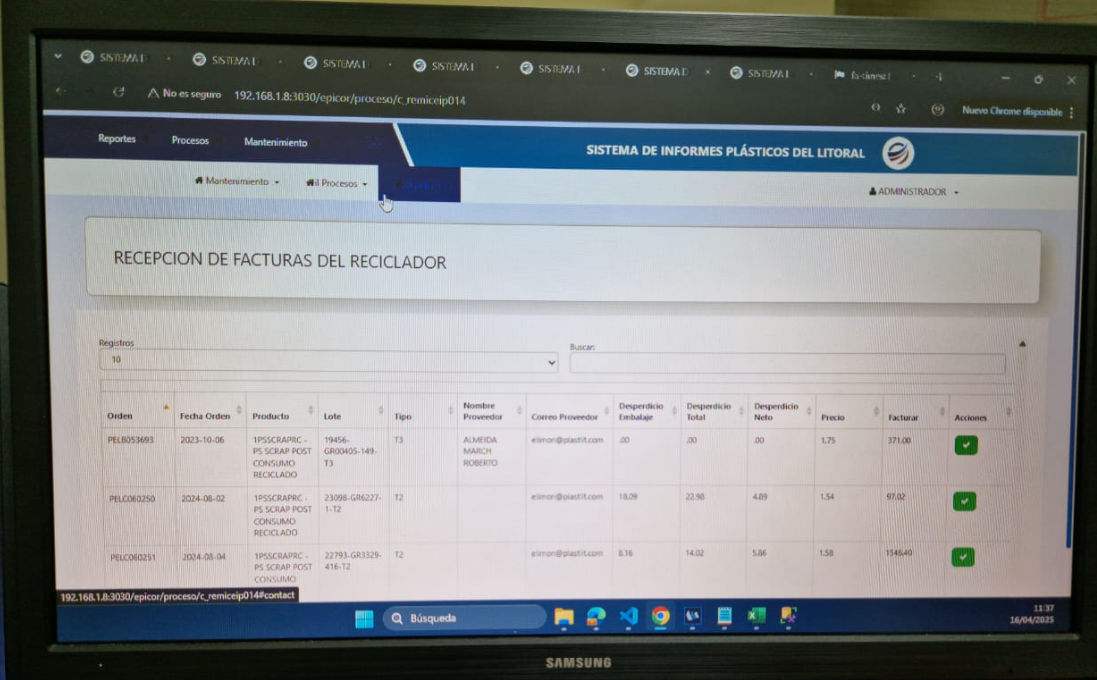 SISTEMA SISTEMA SISTEMA SISTEMA SISTEMA SISTEMA SISTEMA
No es seguro 192.168.1.8:3030/epicor/proceso/c_remiceip014
Nuevo Chrome disponible
Reportes Procesos Mantenimiento
SISTEMA DE INFORMES PLÁSTICOS DEL LITORAL
Mantenimiento Procesos
ADMINISTRADOR
RECEPCION DE FACTURAS DEL RECICLADOR
Registros
Buscar:
10
Orden Fecha Orden Producto Lote Tipo Nombre Proveedor Correo Proveedor Desperdicio Embalaje Desperdicio Total Desperdicio Neto Precio Facturar Acciones
PELB053693 2023-10-06 1PSSCRAPRC - PS SCRAP POST CONSUMO RECICLADO 19456-GR00405-149-T3 T3 ALMEIDA MARCH ROBERTO elimon@plastlit.com .00 .00 .00 1.75 371.00
PELC060250 2024-08-02 1PSSCRAPRC - PS SCRAP POST CONSUMO RECICLADO 23098-GR6227-1-T2 T2 elimon@plastlit.com 18.09 22.98 4.89 1.54 97.02
PELC060251 2024-08-04 1PSSCRAPRC - PS SCRAP POST CONSUMO 22793-GR3329-416-T2 T2 elimon@plastlit.com 8.16 14.02 5.86 1.58 1548.40
192.168.1.8:3030/epicor/proceso/c_remiceip014#contact
Búsqueda
11:37
16/04/2025
SAMSUNG